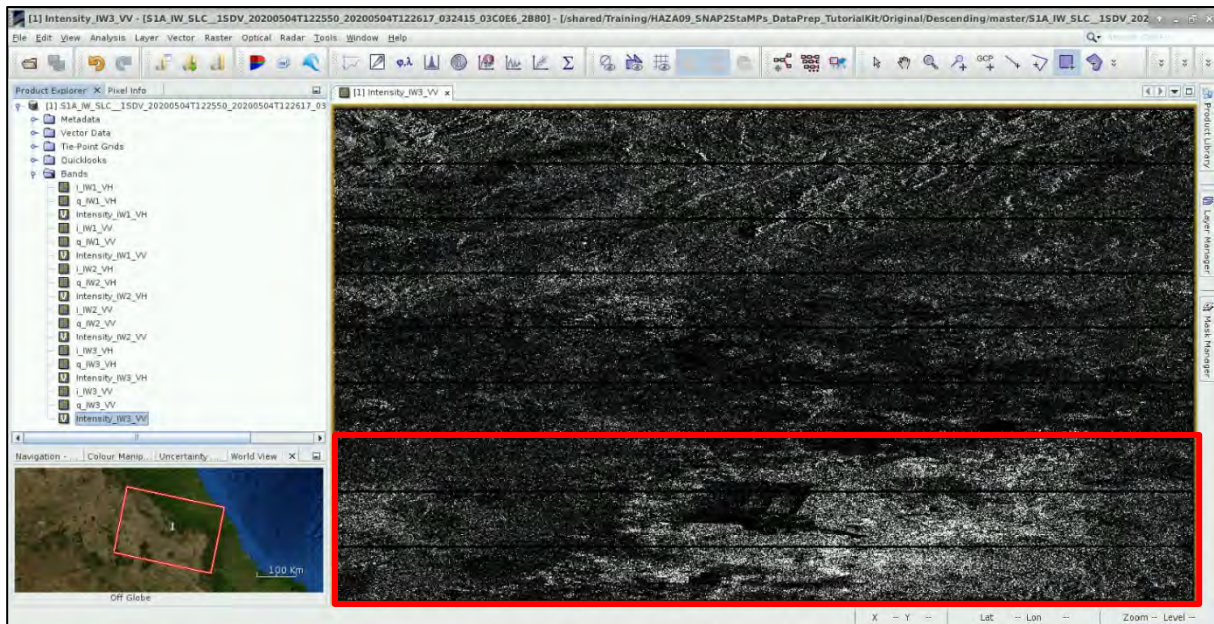 [1] Intensity_IW3_VV - [S1A_IW_SLC__1SDV_20200504T122550_20200504T122617_032415_03C0E6_2B80] - [/shared/Training/HAZA09_SNAP2StaMPs_DataPrep_TutorialKit/Original/Descending/master/S1A_IW_SLC__1SDV_202
File Edit View Analysis Layer Vector Raster Optical Radar Tools Window Help
Product Explorer X Pixel Info
[1] Intensity_IW3_VV x
[1] S1A_IW_SLC__1SDV_20200504T122550_20200504T122617_03
Metadata
Vector Data
Tie-Point Grids
Quicklooks
Bands
i_IW1_VH
q_IW1_VH
Intensity_IW1_VH
i_IW1_VV
q_IW1_VV
Intensity_IW1_VV
i_IW2_VH
q_IW2_VH
Intensity_IW2_VH
i_IW2_VV
q_IW2_VV
Intensity_IW2_VV
i_IW3_VH
q_IW3_VH
Intensity_IW3_VH
i_IW3_VV
q_IW3_VV
Intensity_IW3_VV
Product Library
Layer Manager
Mask Manager
Navigation - ... Colour Manip... Uncertainty ... World View X
1
100 Km
Off Globe
X -- Y -- Lat -- Lon -- Zoom -- Level --